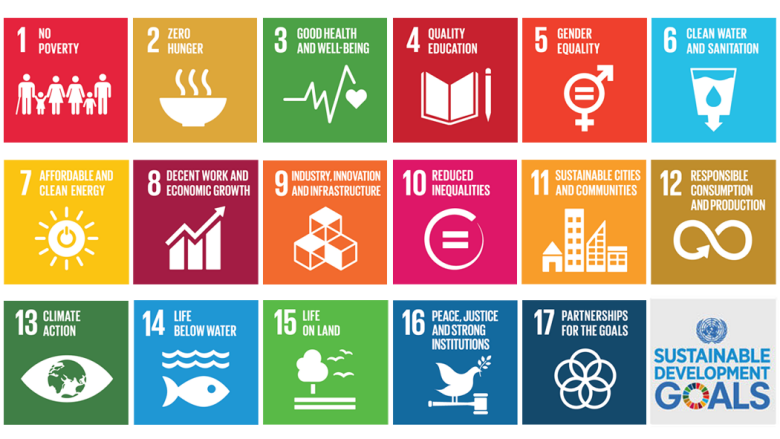 1 NO
POVERTY
2 ZERO
HUNGER
3 GOOD HEALTH
AND WELL-BEING
4 QUALITY
EDUCATION
5 GENDER
EQUALITY
6 CLEAN WATER
AND SANITATION
7 AFFORDABLE AND
CLEAN ENERGY
8 DECENT WORK AND
ECONOMIC GROWTH
9 INDUSTRY, INNOVATION
AND INFRASTRUCTURE
10 REDUCED
INEQUALITIES
11 SUSTAINABLE CITIES
AND COMMUNITIES
12 RESPONSIBLE
CONSUMPTION
AND PRODUCTION
13 CLIMATE
ACTION
14 LIFE
BELOW WATER
15 LIFE
ON LAND
16 PEACE, JUSTICE
AND STRONG
INSTITUTIONS
17 PARTNERSHIPS
FOR THE GOALS
SUSTAINABLE
DEVELOPMENT
GOALS